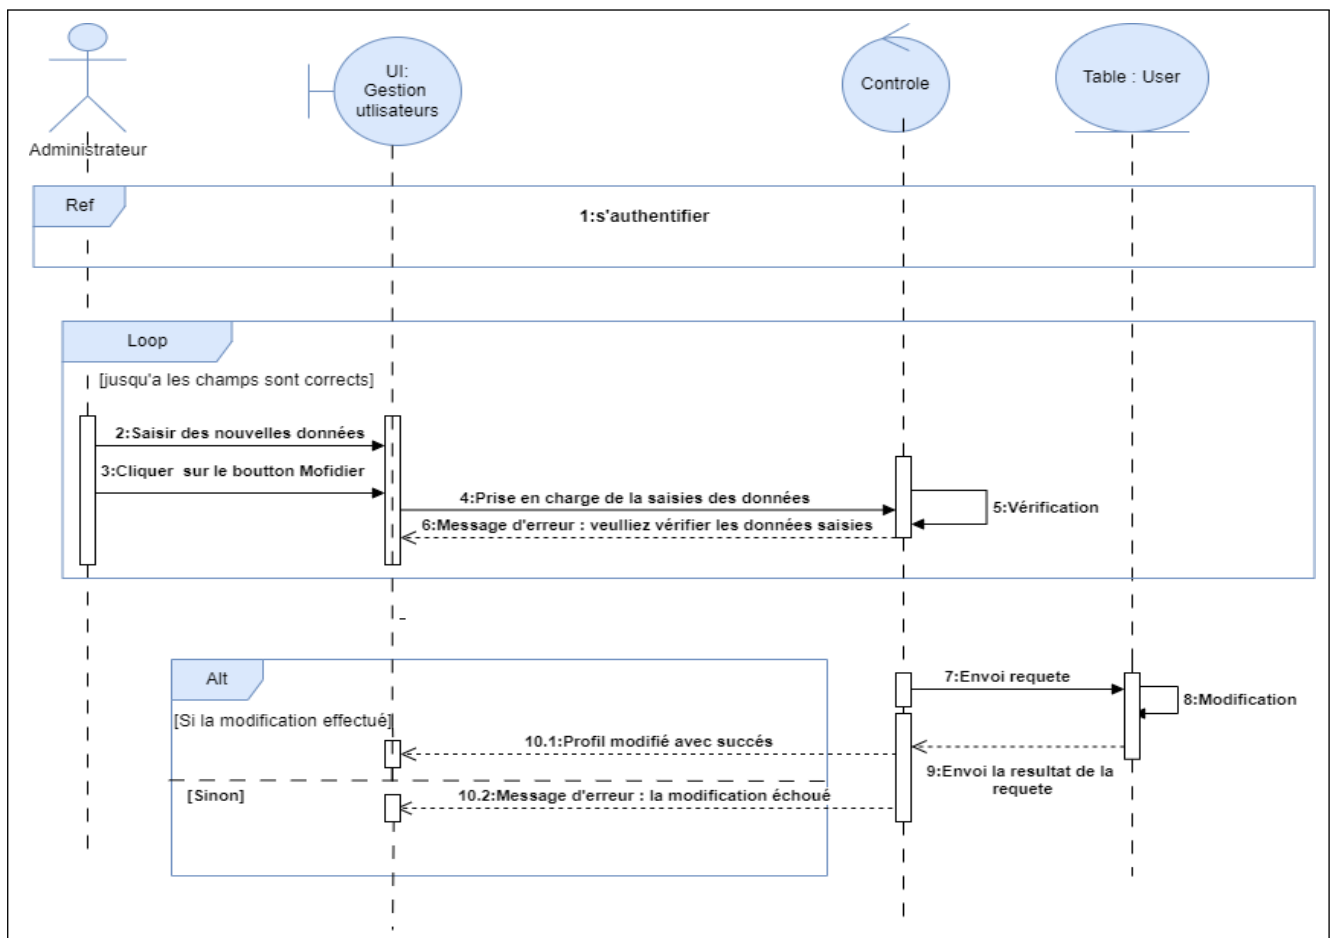 UI:
Gestion
utlisateurs
Controle
Table : User
Administrateur
Ref
1:s'authentifier
Loop
[jusqu'a les champs sont corrects]
2:Saisir des nouvelles données
3:Cliquer sur le boutton Mofidier
4:Prise en charge de la saisies des données
5:Vérification
6:Message d'erreur : veulliez vérifier les données saisies
Alt
7:Envoi requete
8:Modification
[Si la modification effectué]
10.1:Profil modifié avec succés
9:Envoi la resultat de la
requete
[Sinon]
10.2:Message d'erreur : la modification échoué